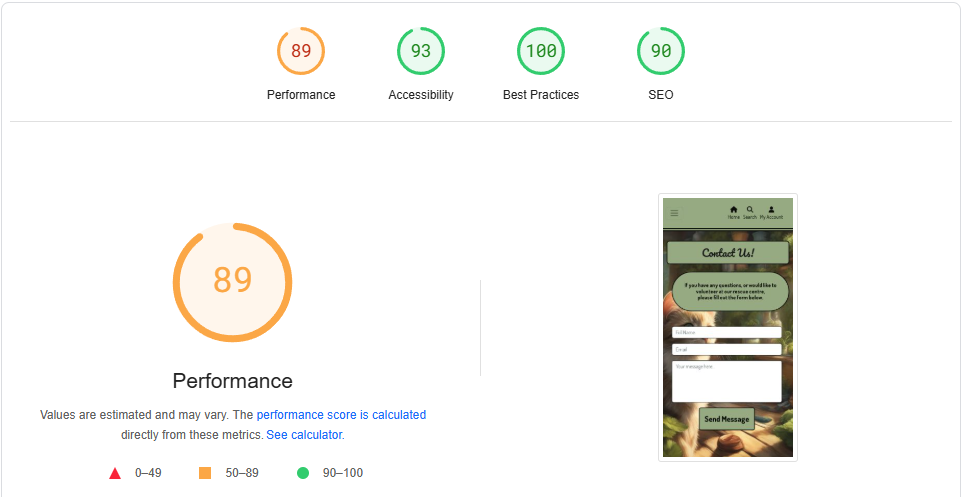 89 93 100 90
Performance Accessibility Best Practices SEO
89
Performance
Values are estimated and may vary. The performance score is calculated
directly from these metrics. See calculator.
0–49 50–89 90–100
Home Search My Account
Contact Us!
If you have any questions, or would like to
volunteer at our rescue centre,
please fill out the form below.
Full Name
Email
Your message here...
Send Message